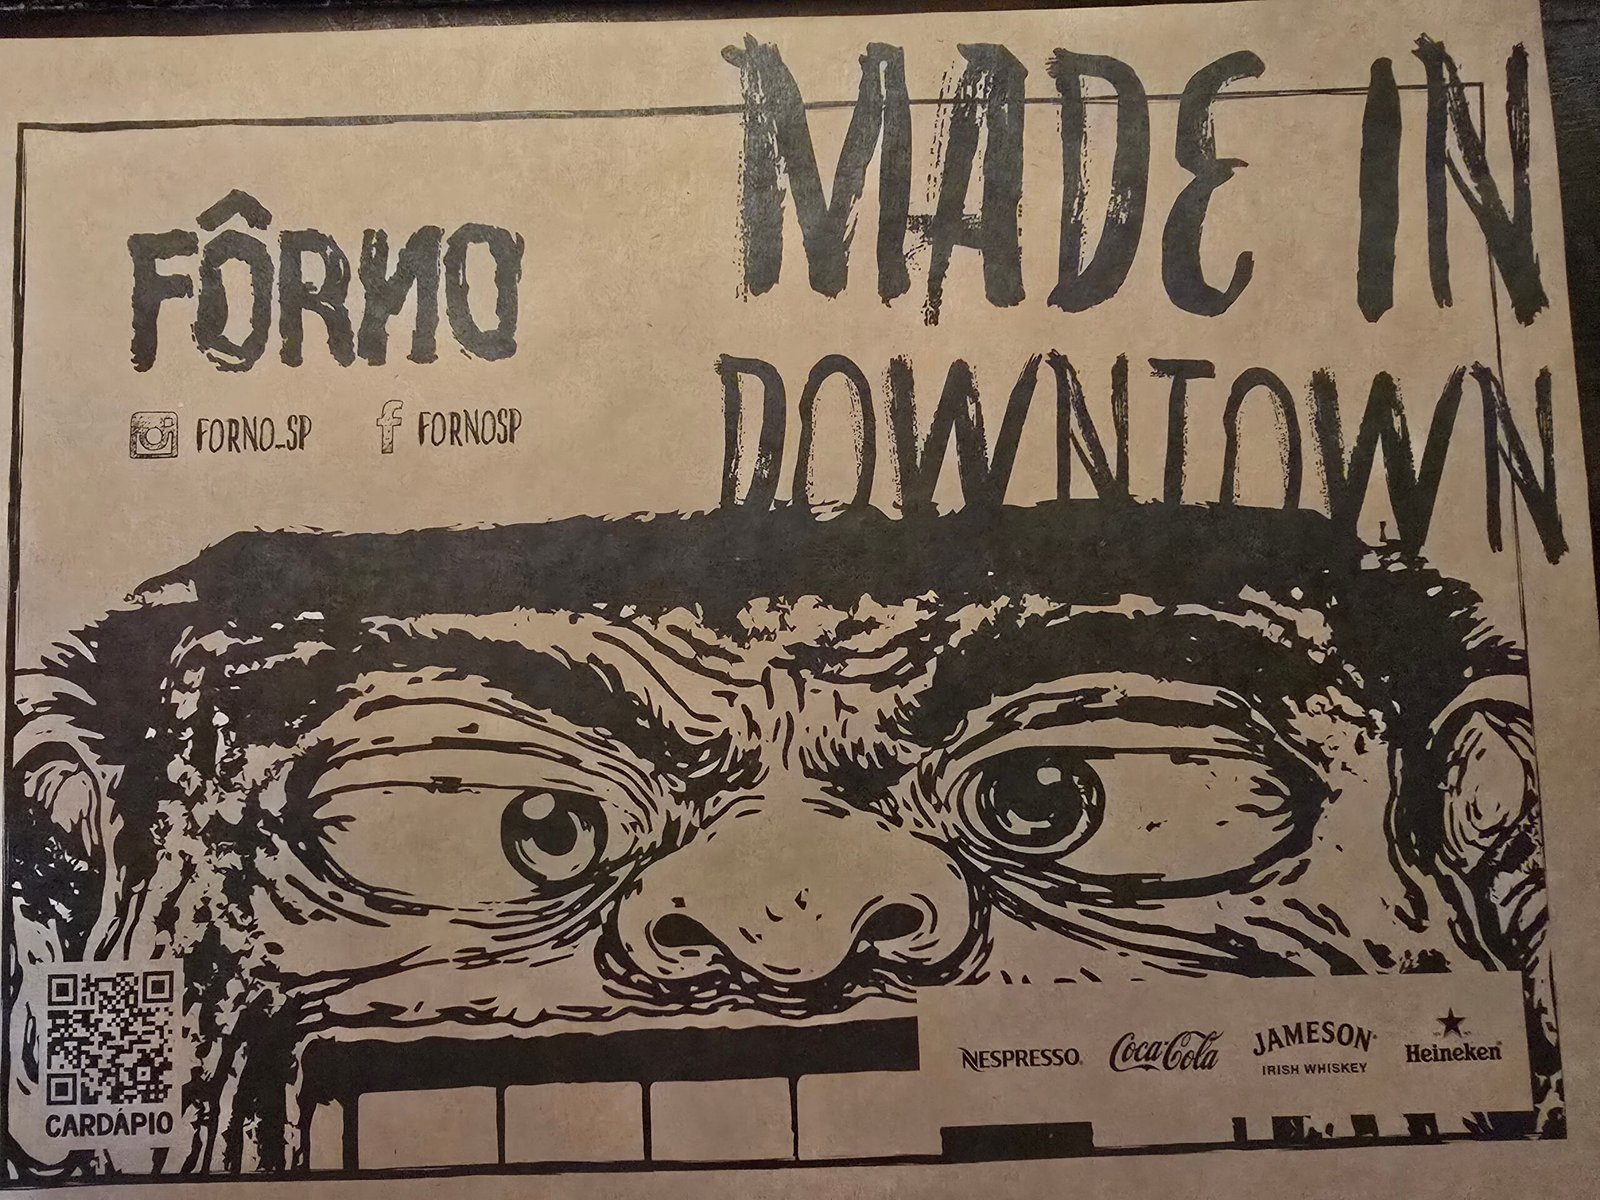 MADE IN
DOWNTOWN
FÔRNO
FORNO_SP
FORNOSP
CARDÁPIO
NESPRESSO®
Coca-Cola
JAMESON®
IRISH WHISKEY
Heineken®